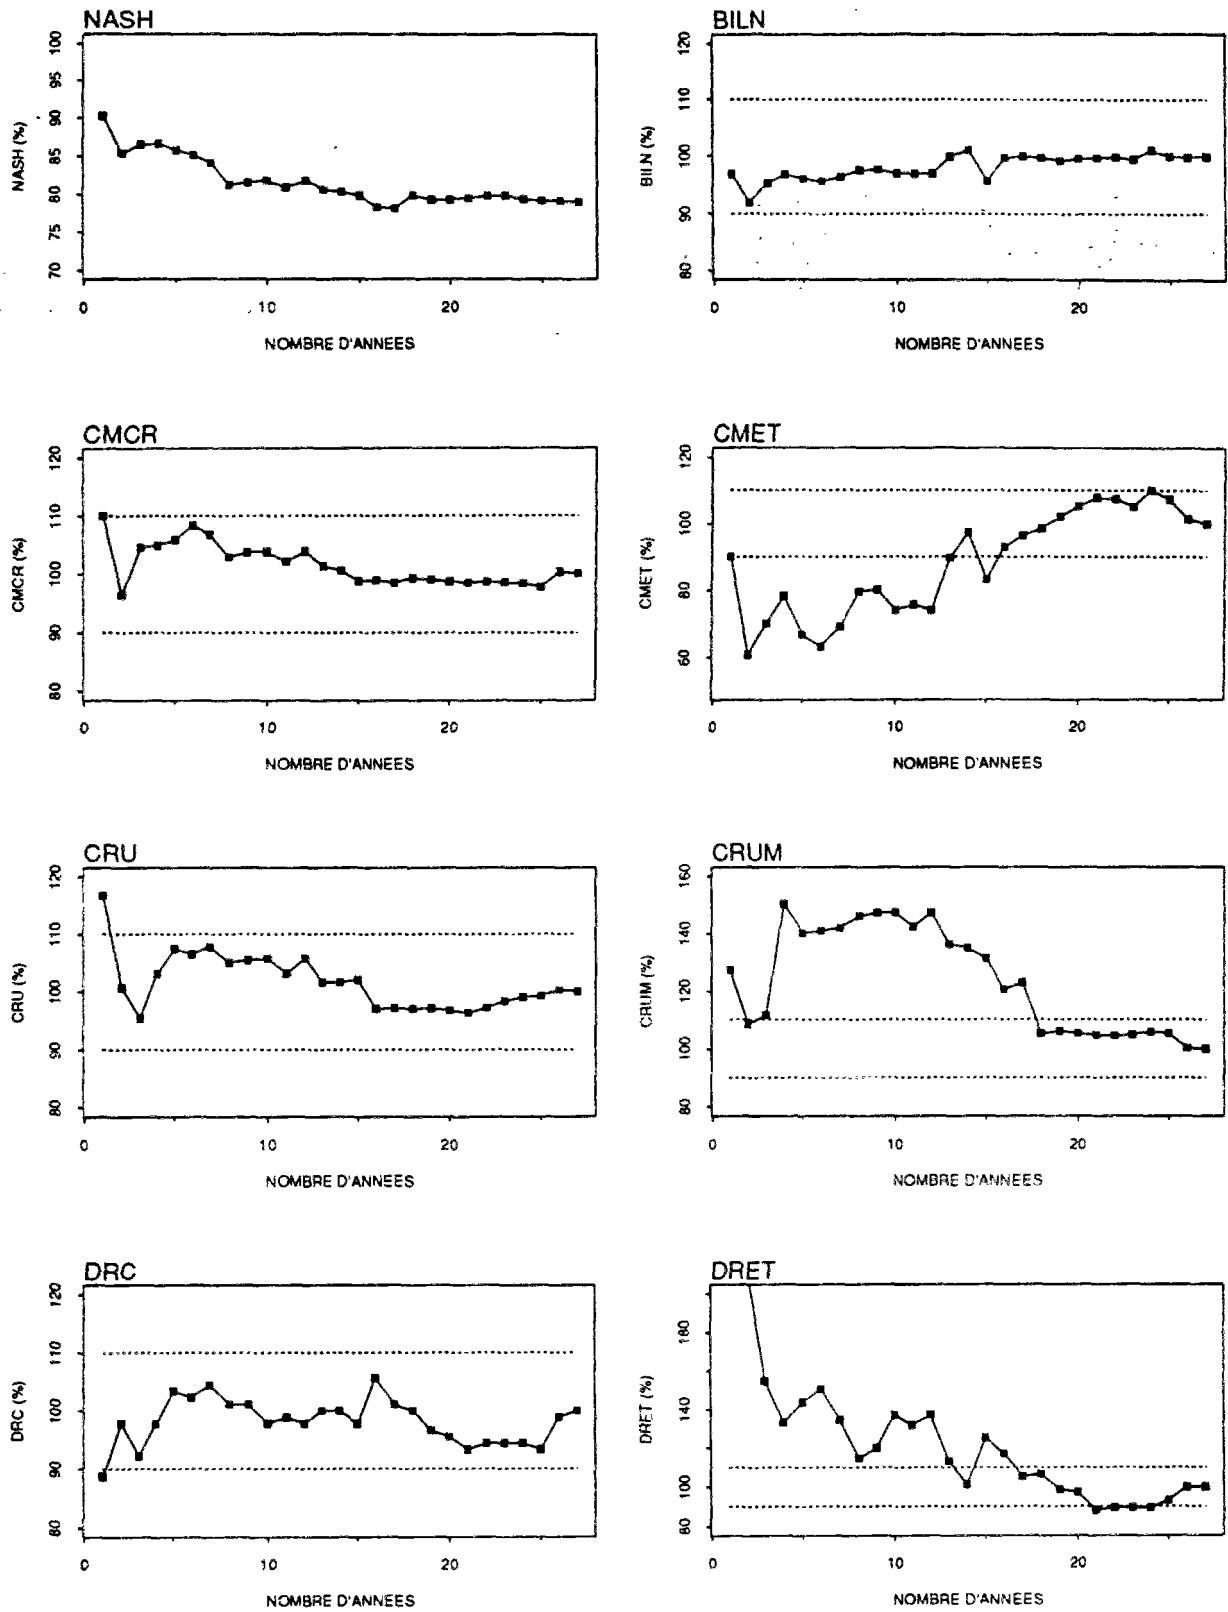 NASH
NASH (%)
100
95
90
85
80
75
70
0 10 20
NOMBRE D'ANNEES
BILN
BILN (%)
120
110
100
90
80
0 10 20
NOMBRE D'ANNEES
CMCR
CMCR (%)
120
110
100
90
80
0 10 20
NOMBRE D'ANNEES
CMET
CMET (%)
120
100
80
60
0 10 20
NOMBRE D'ANNEES
CRU
CRU (%)
120
110
100
90
80
0 10 20
NOMBRE D'ANNEES
CRUM
CRUM (%)
160
140
120
100
80
0 10 20
NOMBRE D'ANNEES
DRC
DRC (%)
120
110
100
90
80
0 10 20
NOMBRE D'ANNEES
DRET
DRET (%)
180
140
100
80
0 10 20
NOMBRE D'ANNEES